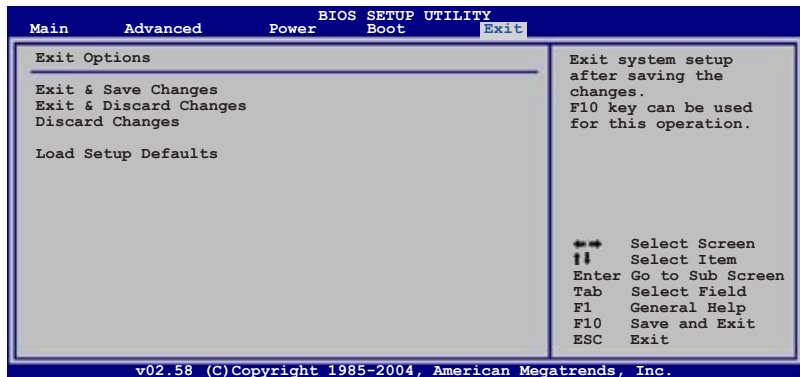 BIOS SETUP UTILITY
Main Advanced Power Boot Exit
Exit Options
Exit & Save Changes
Exit & Discard Changes
Discard Changes
Load Setup Defaults
Exit system setup
after saving the
changes.
F10 key can be used
for this operation.
←→ Select Screen
↑↓ Select Item
Enter Go to Sub Screen
Tab Select Field
F1 General Help
F10 Save and Exit
ESC Exit
v02.58 (C)Copyright 1985-2004, American Megatrends, Inc.